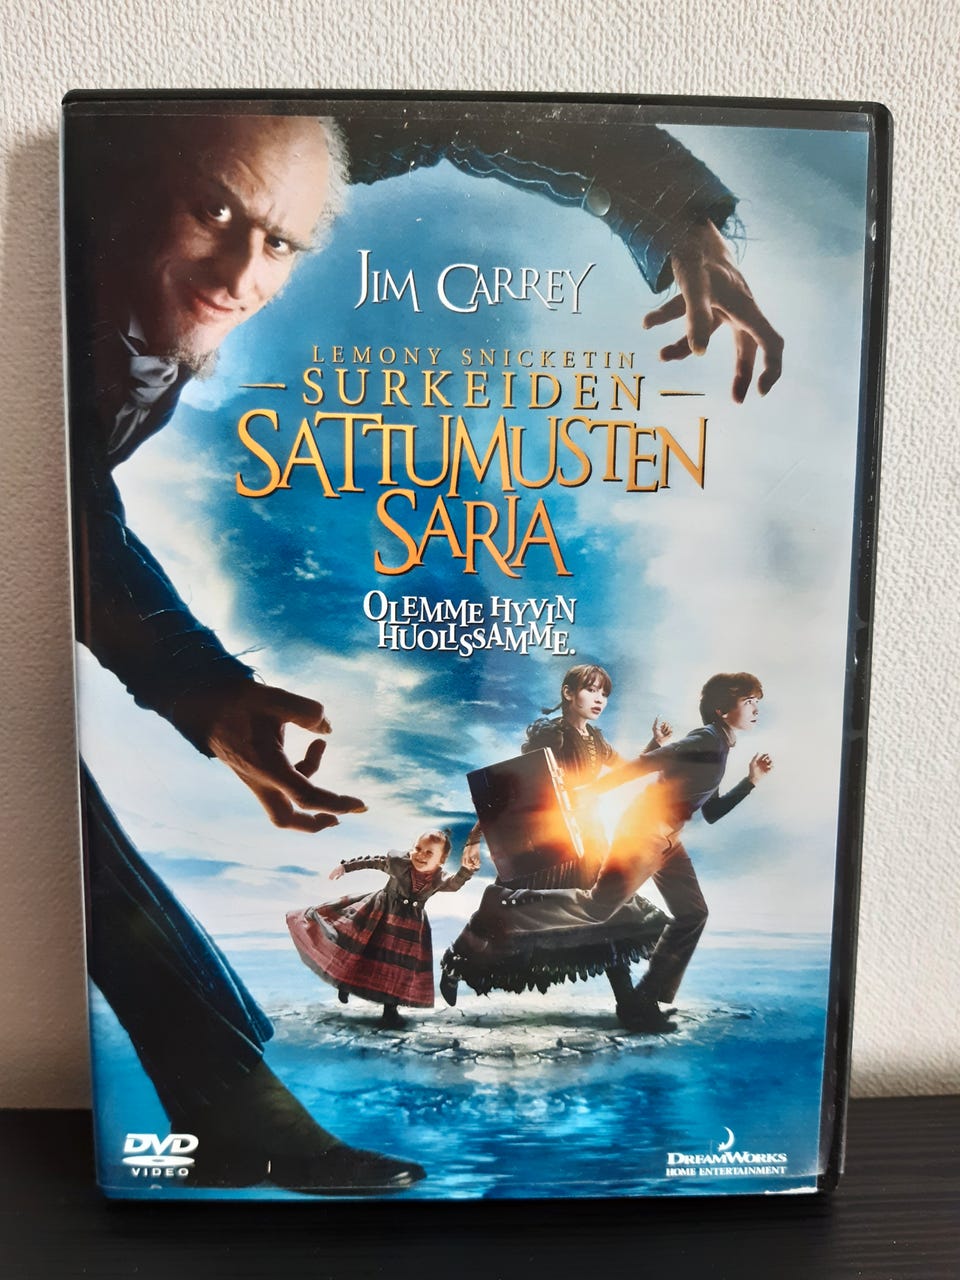 JIM CARREY
LEMONY SNICKETIN
SURKEIDEN
SATTUMUSTEN
SARJA
OLEMME HYVIN
HUOLISSAMME.
DVD
VIDEO
DREAMWORKS
HOME ENTERTAINMENT